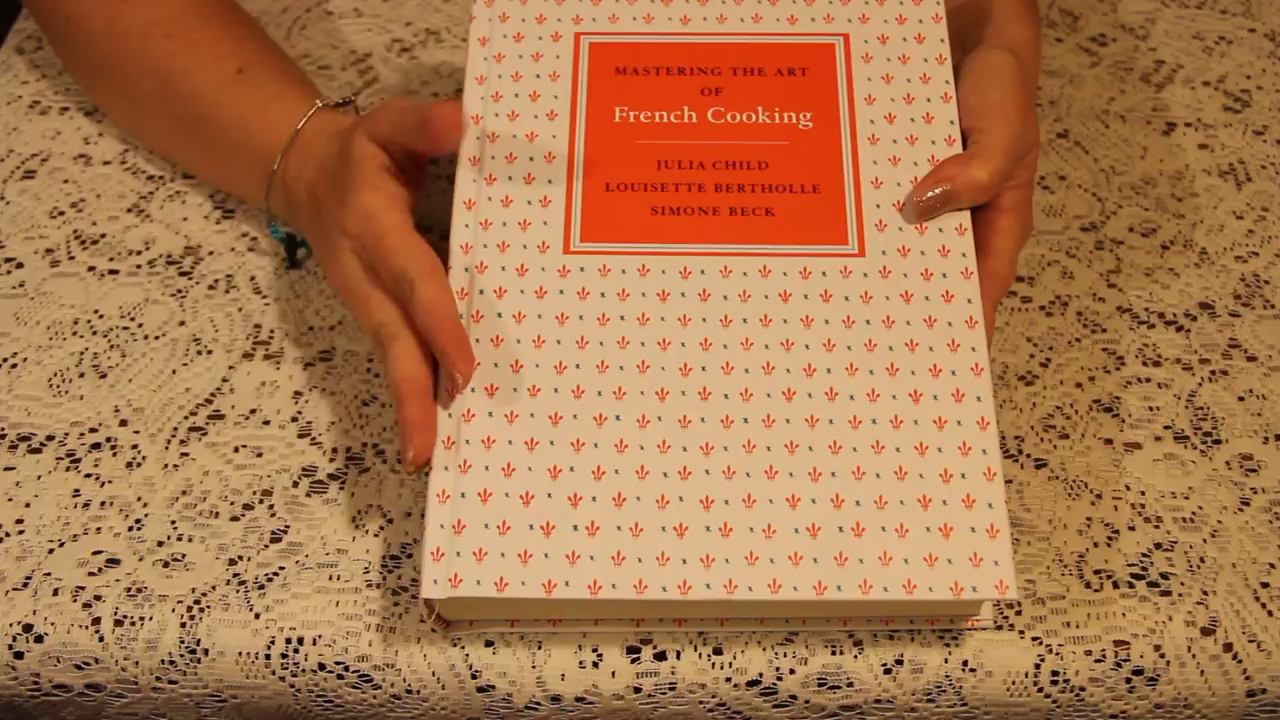 MASTERING THE ART
OF
French Cooking
JULIA CHILD
LOUISETTE BERTHOLLE
SIMONE BECK